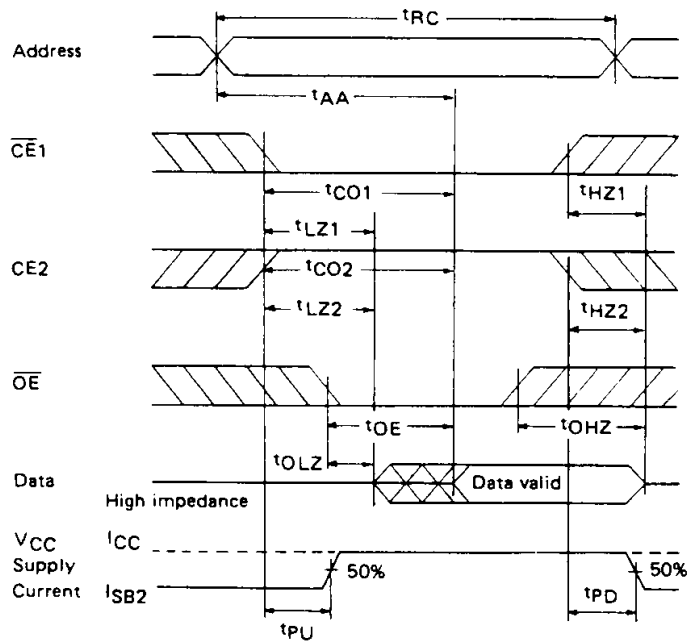 tRC
Address
tAA
CE1
tCO1
tHZ1
tLZ1
CE2
tCO2
tLZ2
tHZ2
OE
tOE
tOHZ
tOLZ
Data
Data valid
High impedance
VCC ICC
Supply 50% 50%
Current ISB2
tPU
tPD